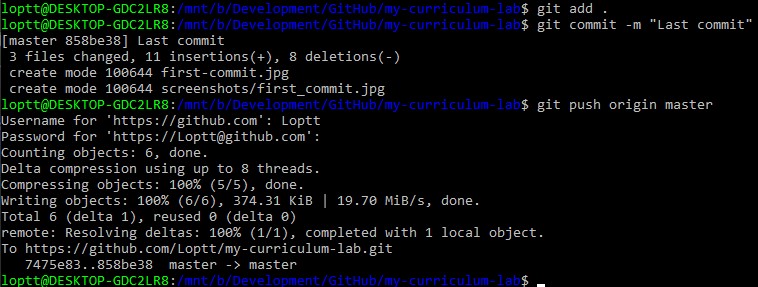 loptt@DESKTOP-GDC2LR8:/mnt/b/Development/GitHub/my-curriculum-lab$ git add .
loptt@DESKTOP-GDC2LR8:/mnt/b/Development/GitHub/my-curriculum-lab$ git commit -m "Last commit"
[master 858be38] Last commit
 3 files changed, 11 insertions(+), 8 deletions(-)
 create mode 100644 first-commit.jpg
 create mode 100644 screenshots/first_commit.jpg
loptt@DESKTOP-GDC2LR8:/mnt/b/Development/GitHub/my-curriculum-lab$ git push origin master
Username for 'https://github.com': Loptt
Password for 'https://Loptt@github.com':
Counting objects: 6, done.
Delta compression using up to 8 threads.
Compressing objects: 100% (5/5), done.
Writing objects: 100% (6/6), 374.31 KiB | 19.70 MiB/s, done.
Total 6 (delta 1), reused 0 (delta 0)
remote: Resolving deltas: 100% (1/1), completed with 1 local object.
To https://github.com/Loptt/my-curriculum-lab.git
   7475e83..858be38  master -> master
loptt@DESKTOP-GDC2LR8:/mnt/b/Development/GitHub/my-curriculum-lab$